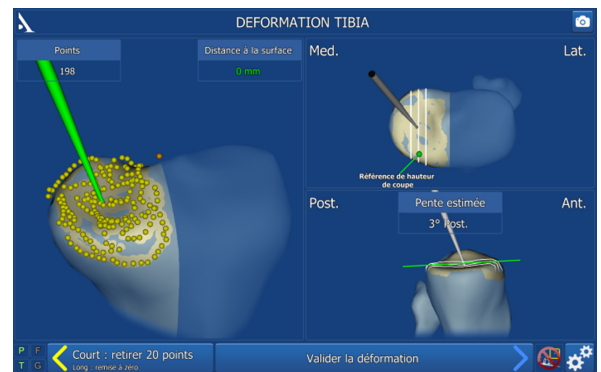 DEFORMATION TIBIA
Points
198
Distance à la surface
0 mm
Med.
Lat.
Référence de hauteur
de coupe
Post.
Pente estimée
3° Post.
Ant.
P F
T G
Court : retirer 20 points
Long : remise à zéro
Valider la déformation